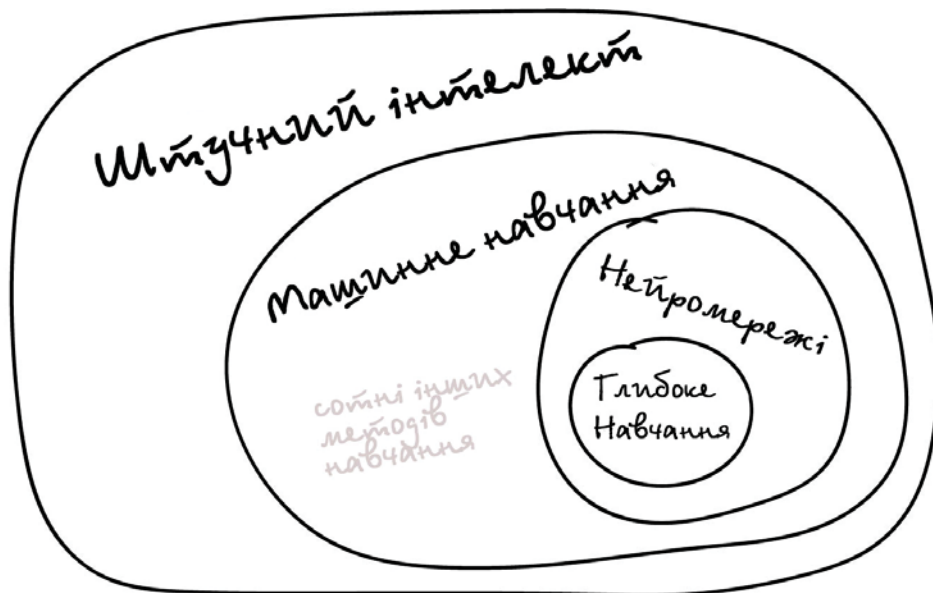 Штучний інтелект
Машинне навчання
Нейромережі
Глибоке
Навчання
сотні інших
методів
навчання